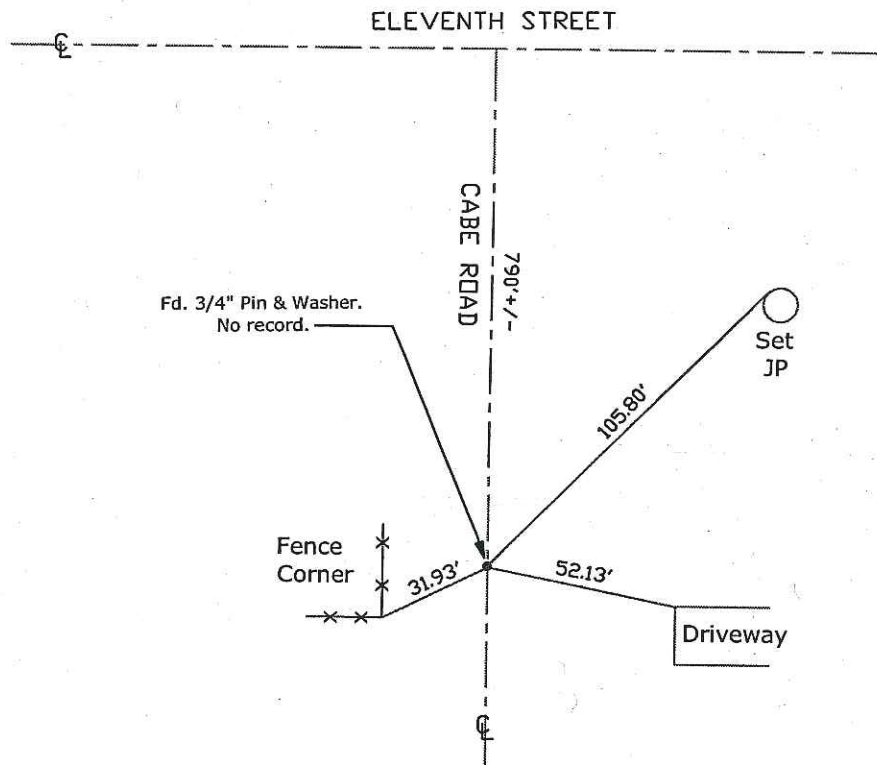 ELEVENTH STREET
℄
CABE ROAD
790'+/-
Fd. 3/4" Pin & Washer.
No record.
Set
JP
105.80'
Fence
Corner
31.93'
52.13'
Driveway
℄